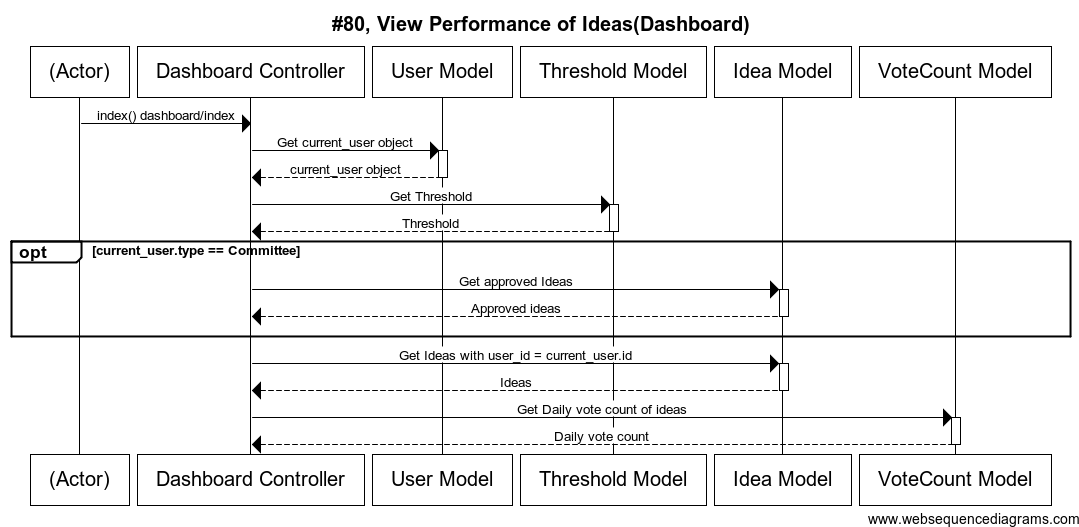 #80, View Performance of Ideas(Dashboard)
(Actor)
Dashboard Controller
User Model
Threshold Model
Idea Model
VoteCount Model
index() dashboard/index
Get current_user object
current_user object
Get Threshold
Threshold
opt
[current_user.type == Committee]
Get approved Ideas
Approved ideas
Get Ideas with user_id = current_user.id
Ideas
Get Daily vote count of ideas
Daily vote count
(Actor)
Dashboard Controller
User Model
Threshold Model
Idea Model
VoteCount Model
www.websequencediagrams.com